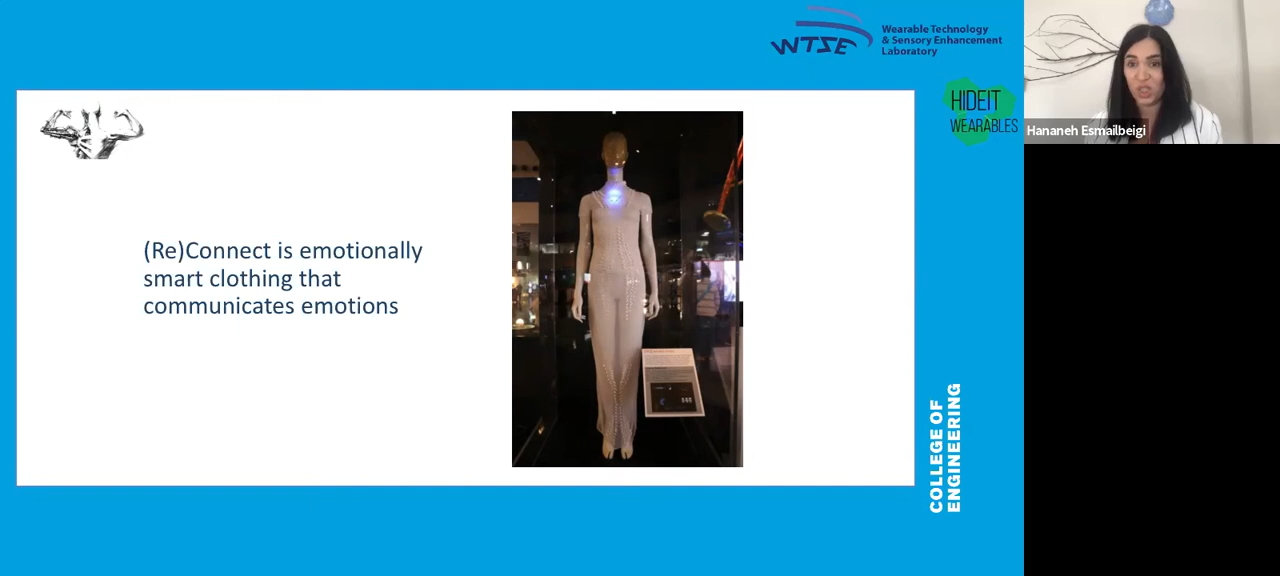 WTSE
Wearable Technology
& Sensory Enhancement
Laboratory
HIDEIT
WEARABLES
Hananeh Esmailbeigi
(Re)Connect is emotionally
smart clothing that
communicates emotions
COLLEGE OF
ENGINEERING